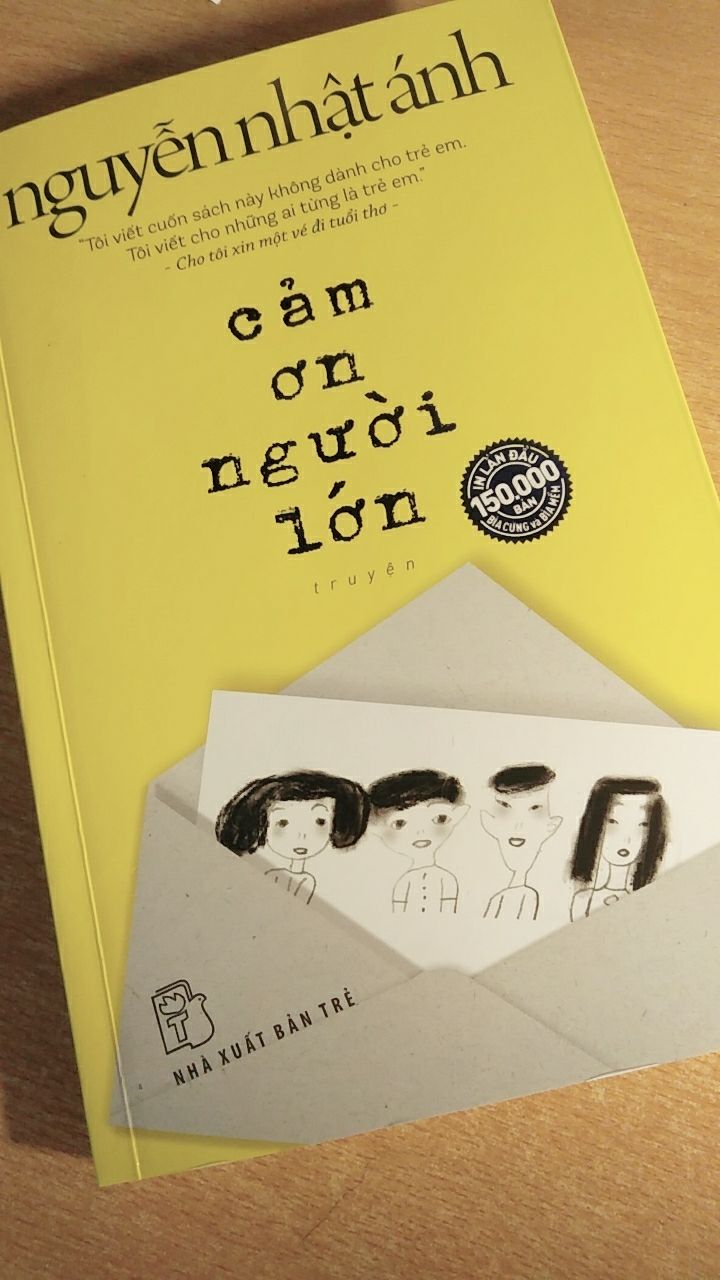 nguyễn nhật ánh
"Tôi viết cuốn sách này không dành cho trẻ em.
Tôi viết cho những ai từng là trẻ em."
- Cho tôi xin một vé đi tuổi thơ -
cảm
ơn
người
lớn
IN LẦN ĐẦU
150.000
BẢN
BÌA CỨNG và BÌA MỀM
truyện
T
NHÀ XUẤT BẢN TRẺ